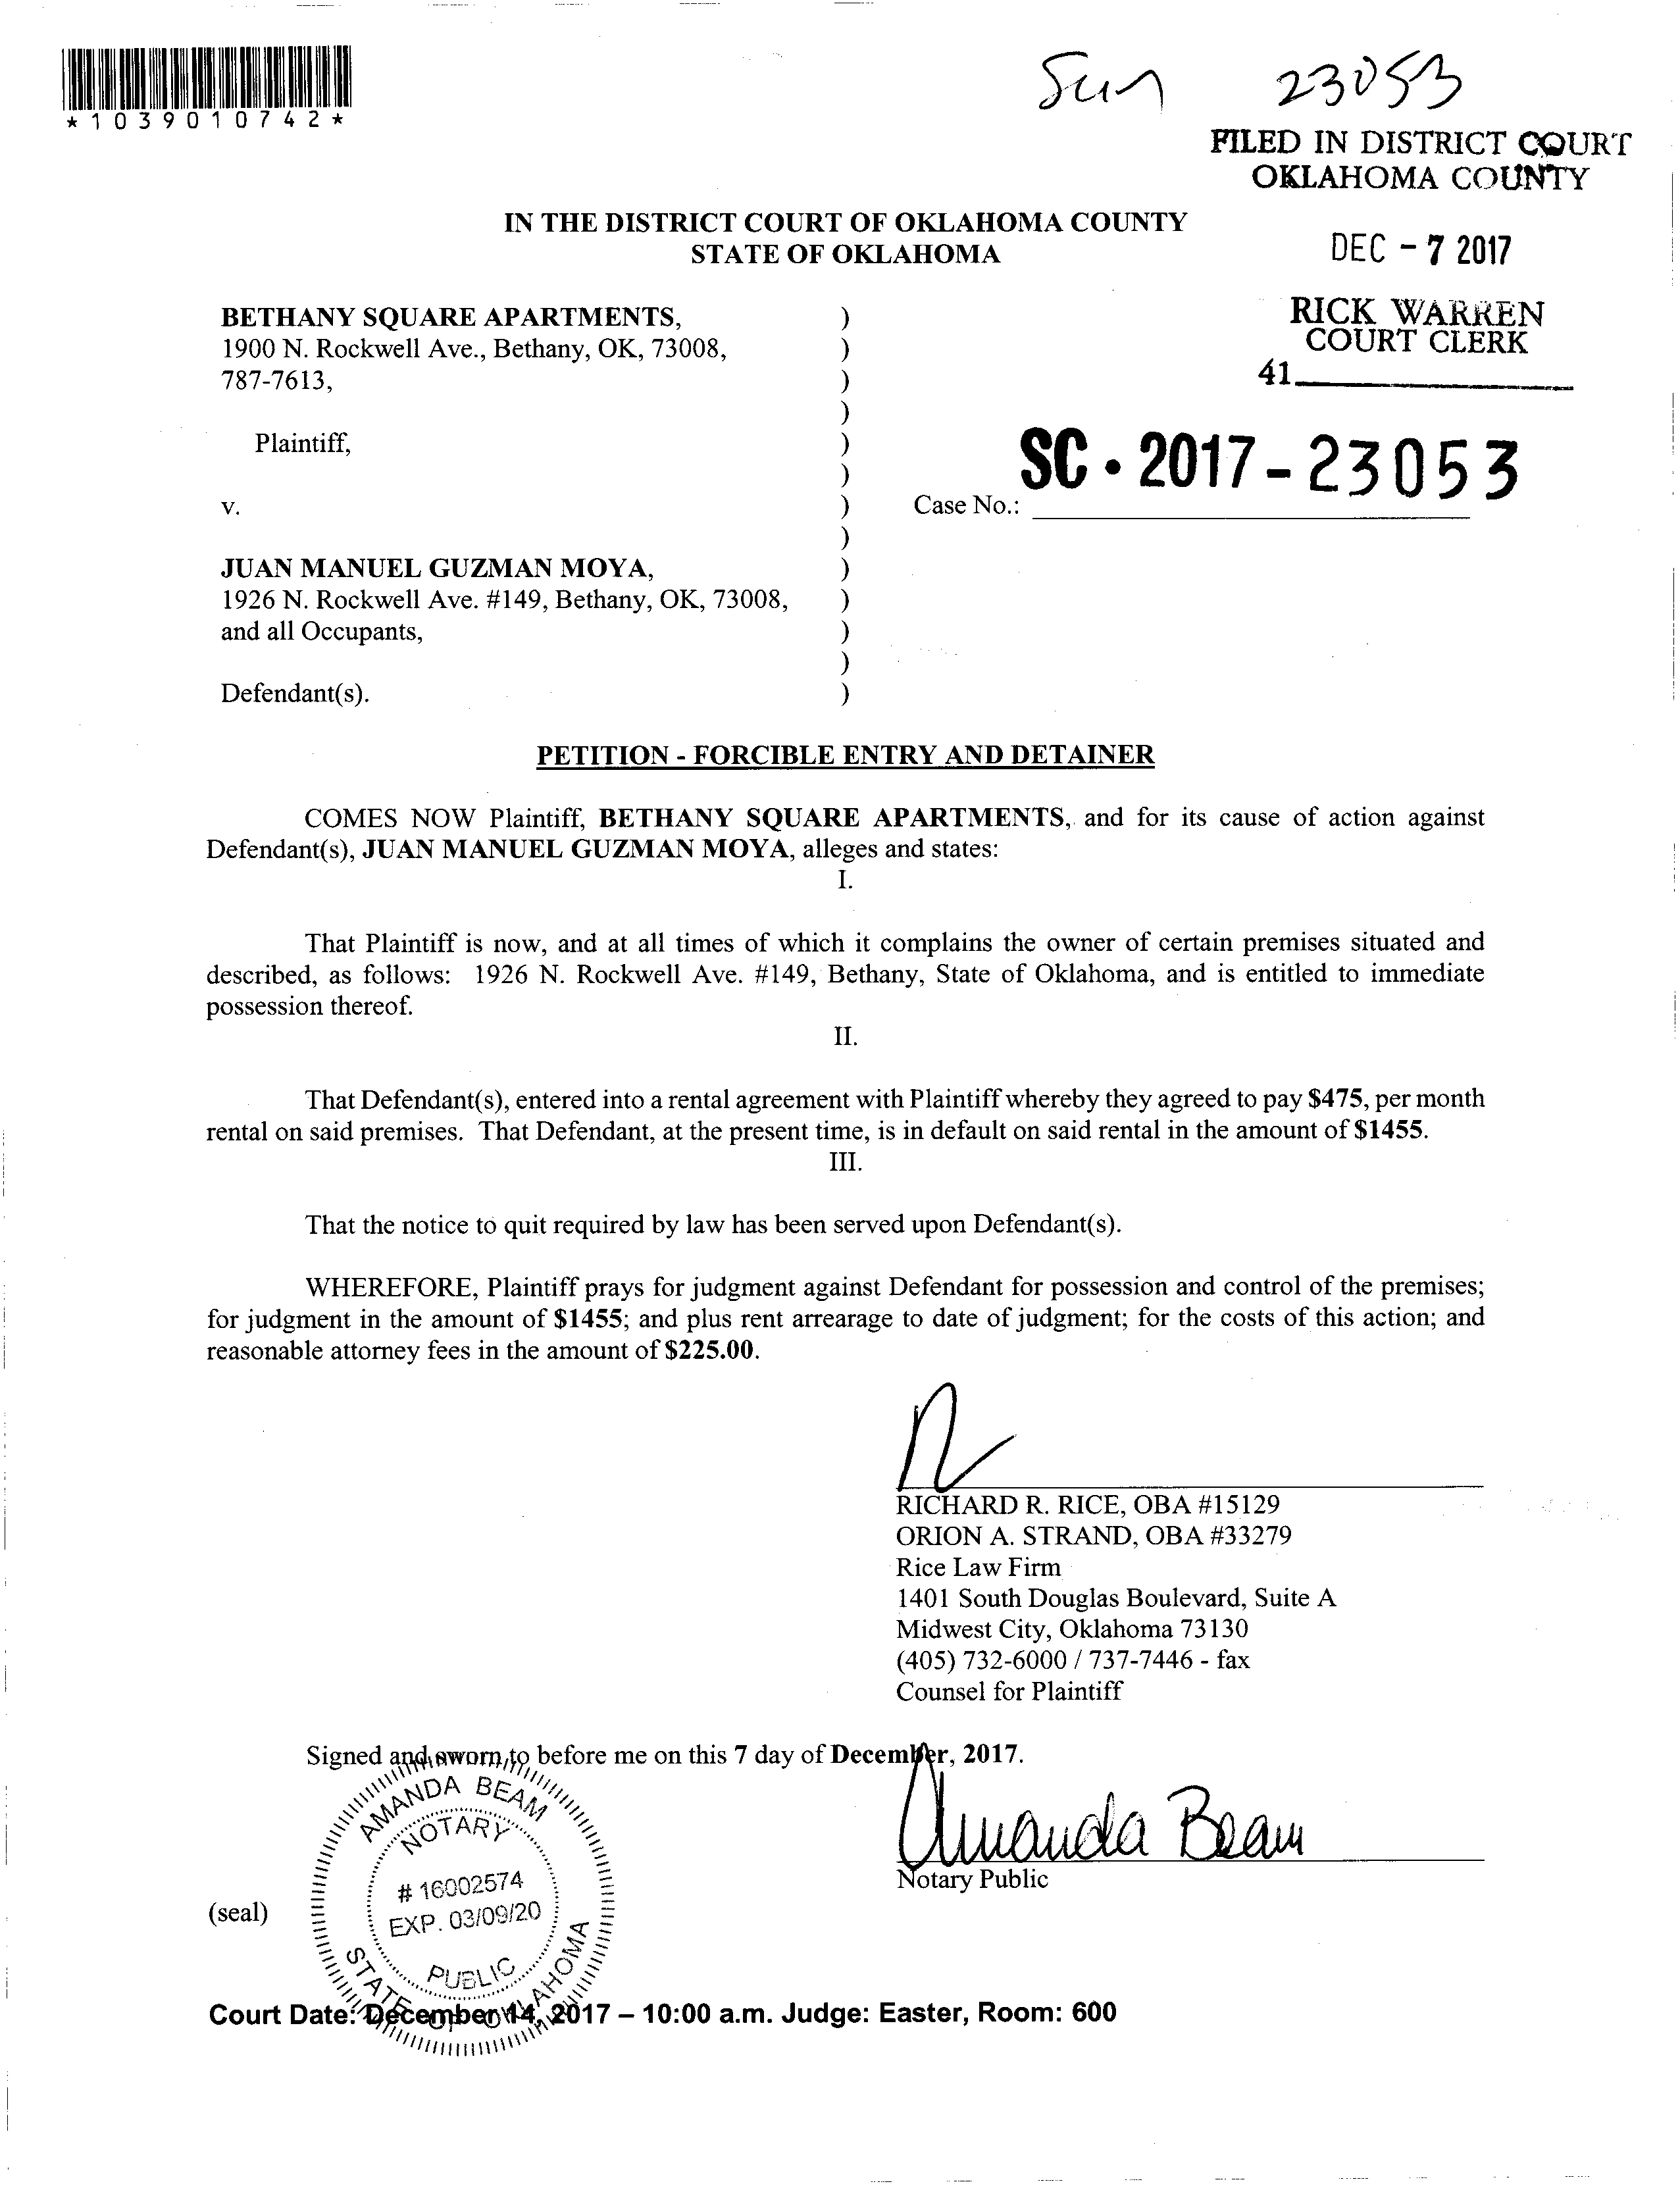 *1039010742*
Sum 23053
FILED IN DISTRICT COURT
OKLAHOMA COUNTY
IN THE DISTRICT COURT OF OKLAHOMA COUNTY
STATE OF OKLAHOMA
DEC - 7 2017
RICK WARREN
COURT CLERK
41
BETHANY SQUARE APARTMENTS, )
1900 N. Rockwell Ave., Bethany, OK, 73008, )
787-7613, )
)
Plaintiff, )
)
v. ) Case No.: SC • 2017 - 23053
)
JUAN MANUEL GUZMAN MOYA, )
1926 N. Rockwell Ave. #149, Bethany, OK, 73008, )
and all Occupants, )
)
Defendant(s). )
PETITION - FORCIBLE ENTRY AND DETAINER
COMES NOW Plaintiff, BETHANY SQUARE APARTMENTS, and for its cause of action against
Defendant(s), JUAN MANUEL GUZMAN MOYA, alleges and states:
I.
That Plaintiff is now, and at all times of which it complains the owner of certain premises situated and
described, as follows: 1926 N. Rockwell Ave. #149, Bethany, State of Oklahoma, and is entitled to immediate
possession thereof.
II.
That Defendant(s), entered into a rental agreement with Plaintiff whereby they agreed to pay $475, per month
rental on said premises. That Defendant, at the present time, is in default on said rental in the amount of $1455.
III.
That the notice to quit required by law has been served upon Defendant(s).
WHEREFORE, Plaintiff prays for judgment against Defendant for possession and control of the premises;
for judgment in the amount of $1455; and plus rent arrearage to date of judgment; for the costs of this action; and
reasonable attorney fees in the amount of $225.00.
RICHARD R. RICE, OBA #15129
ORION A. STRAND, OBA #33279
Rice Law Firm
1401 South Douglas Boulevard, Suite A
Midwest City, Oklahoma 73130
(405) 732-6000 / 737-7446 - fax
Counsel for Plaintiff
Signed and sworn to before me on this 7 day of December, 2017.
Amanda Beam
Notary Public
(seal)
AMANDA BEAM
NOTARY
# 16002574
EXP. 03/09/20
PUBLIC
STATE OF OKLAHOMA
Court Date: December 14, 2017 – 10:00 a.m. Judge: Easter, Room: 600